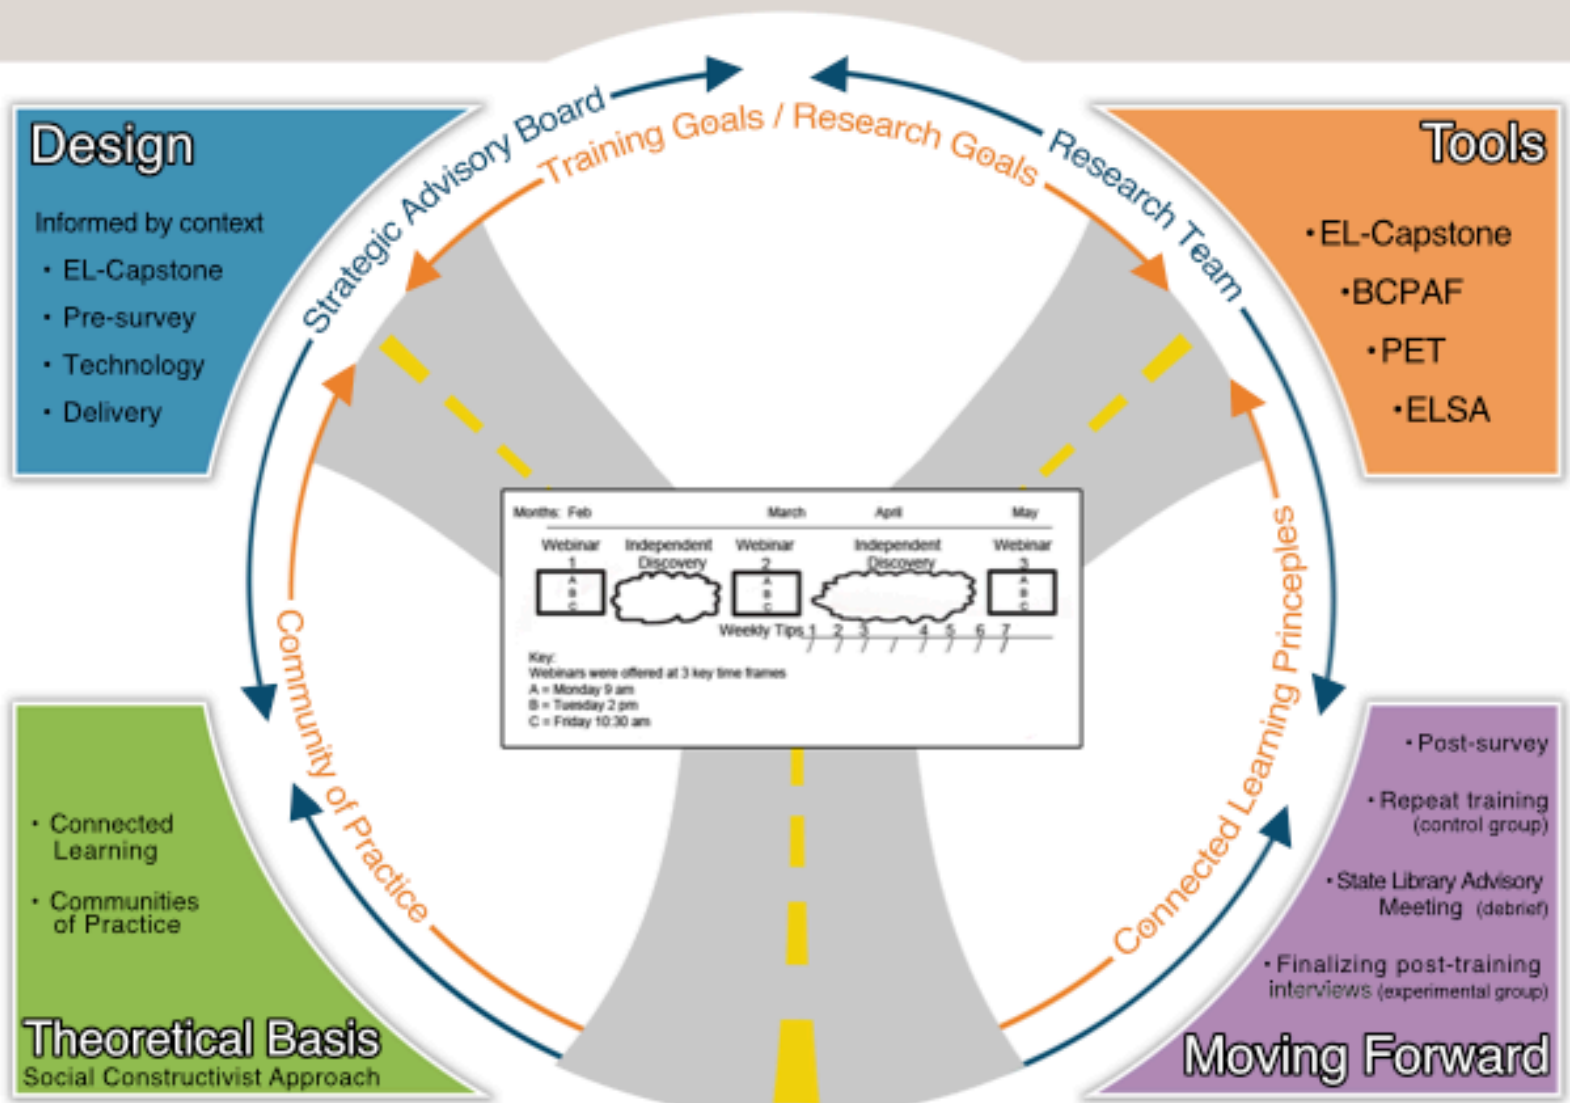 Strategic Advisory Board
Training Goals / Research Goals
Research Team
Design
Informed by context
• EL-Capstone
• Pre-survey
• Technology
• Delivery
Tools
• EL-Capstone
• BCPAF
• PET
• ELSA
Months: Feb March April May
Webinar Independent Webinar Independent Webinar
1 Discovery 2 Discovery 3
A A A
B B B
C C C
Weekly Tips 1 2 3 4 5 6 7
Key:
Webinars were offered at 3 key time frames
A = Monday 9 am
B = Tuesday 2 pm
C = Friday 10:30 am
Community of Practice
Connected Learning Princeples
• Connected
Learning
• Communities
of Practice
Theoretical Basis
Social Constructivist Approach
• Post-survey
• Repeat training
(control group)
• State Library Advisory
Meeting (debrief)
• Finalizing post-training
interviews (experimental group)
Moving Forward